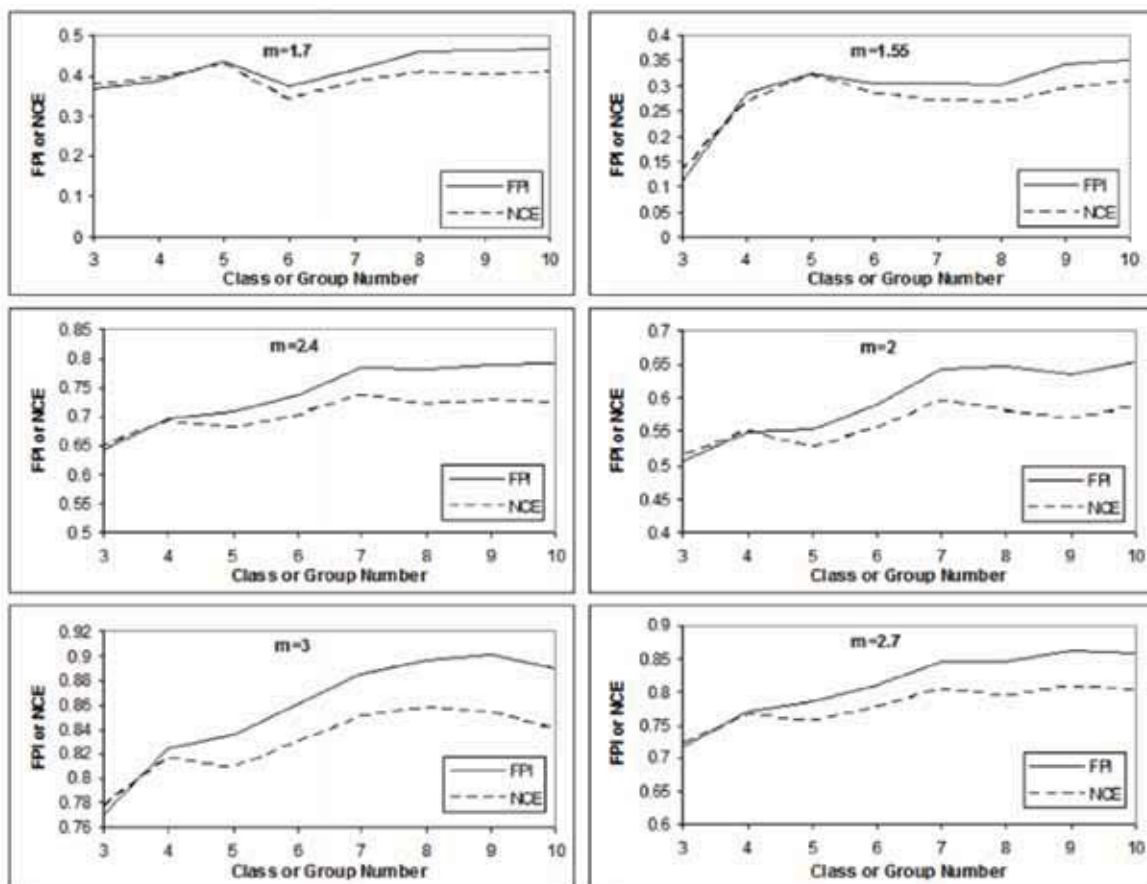 m=1.7
FPI or NCE
0.5
0.4
0.3
0.2
0.1
0
3 4 5 6 7 8 9 10
Class or Group Number
FPI
NCE
m=1.55
FPI or NCE
0.4
0.35
0.3
0.25
0.2
0.15
0.1
0.05
0
3 4 5 6 7 8 9 10
Class or Group Number
FPI
NCE
m=2.4
FPI or NCE
0.85
0.8
0.75
0.7
0.65
0.6
0.55
0.5
3 4 5 6 7 8 9 10
Class or Group Number
FPI
NCE
m=2
FPI or NCE
0.7
0.65
0.6
0.55
0.5
0.45
0.4
3 4 5 6 7 8 9 10
Class or Group Number
FPI
NCE
m=3
FPI or NCE
0.92
0.9
0.88
0.86
0.84
0.82
0.8
0.78
0.76
3 4 5 6 7 8 9 10
Class or Group Number
FPI
NCE
m=2.7
FPI or NCE
0.9
0.85
0.8
0.75
0.7
0.65
0.6
3 4 5 6 7 8 9 10
Class or Group Number
FPI
NCE